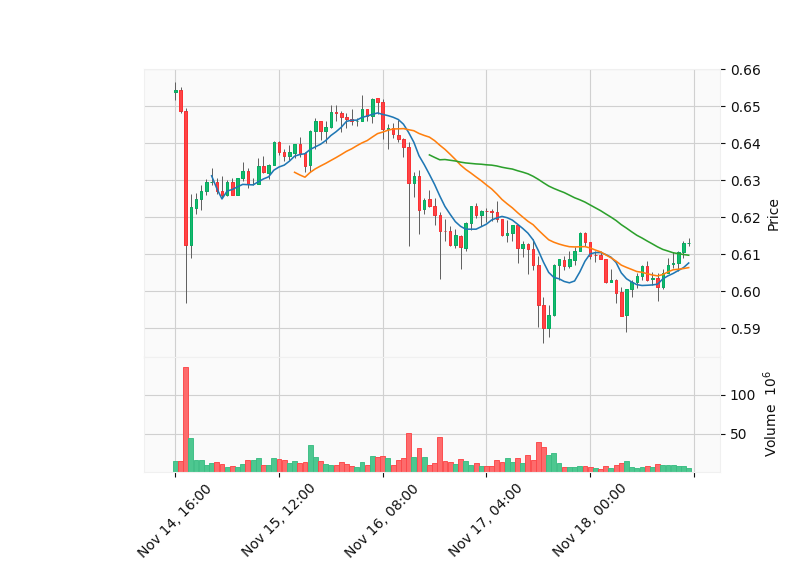 0.66
0.65
0.64
0.63
0.62
0.61
0.60
0.59
Price
100
50
Volume 10^6
Nov 14, 16:00
Nov 15, 12:00
Nov 16, 08:00
Nov 17, 04:00
Nov 18, 00:00